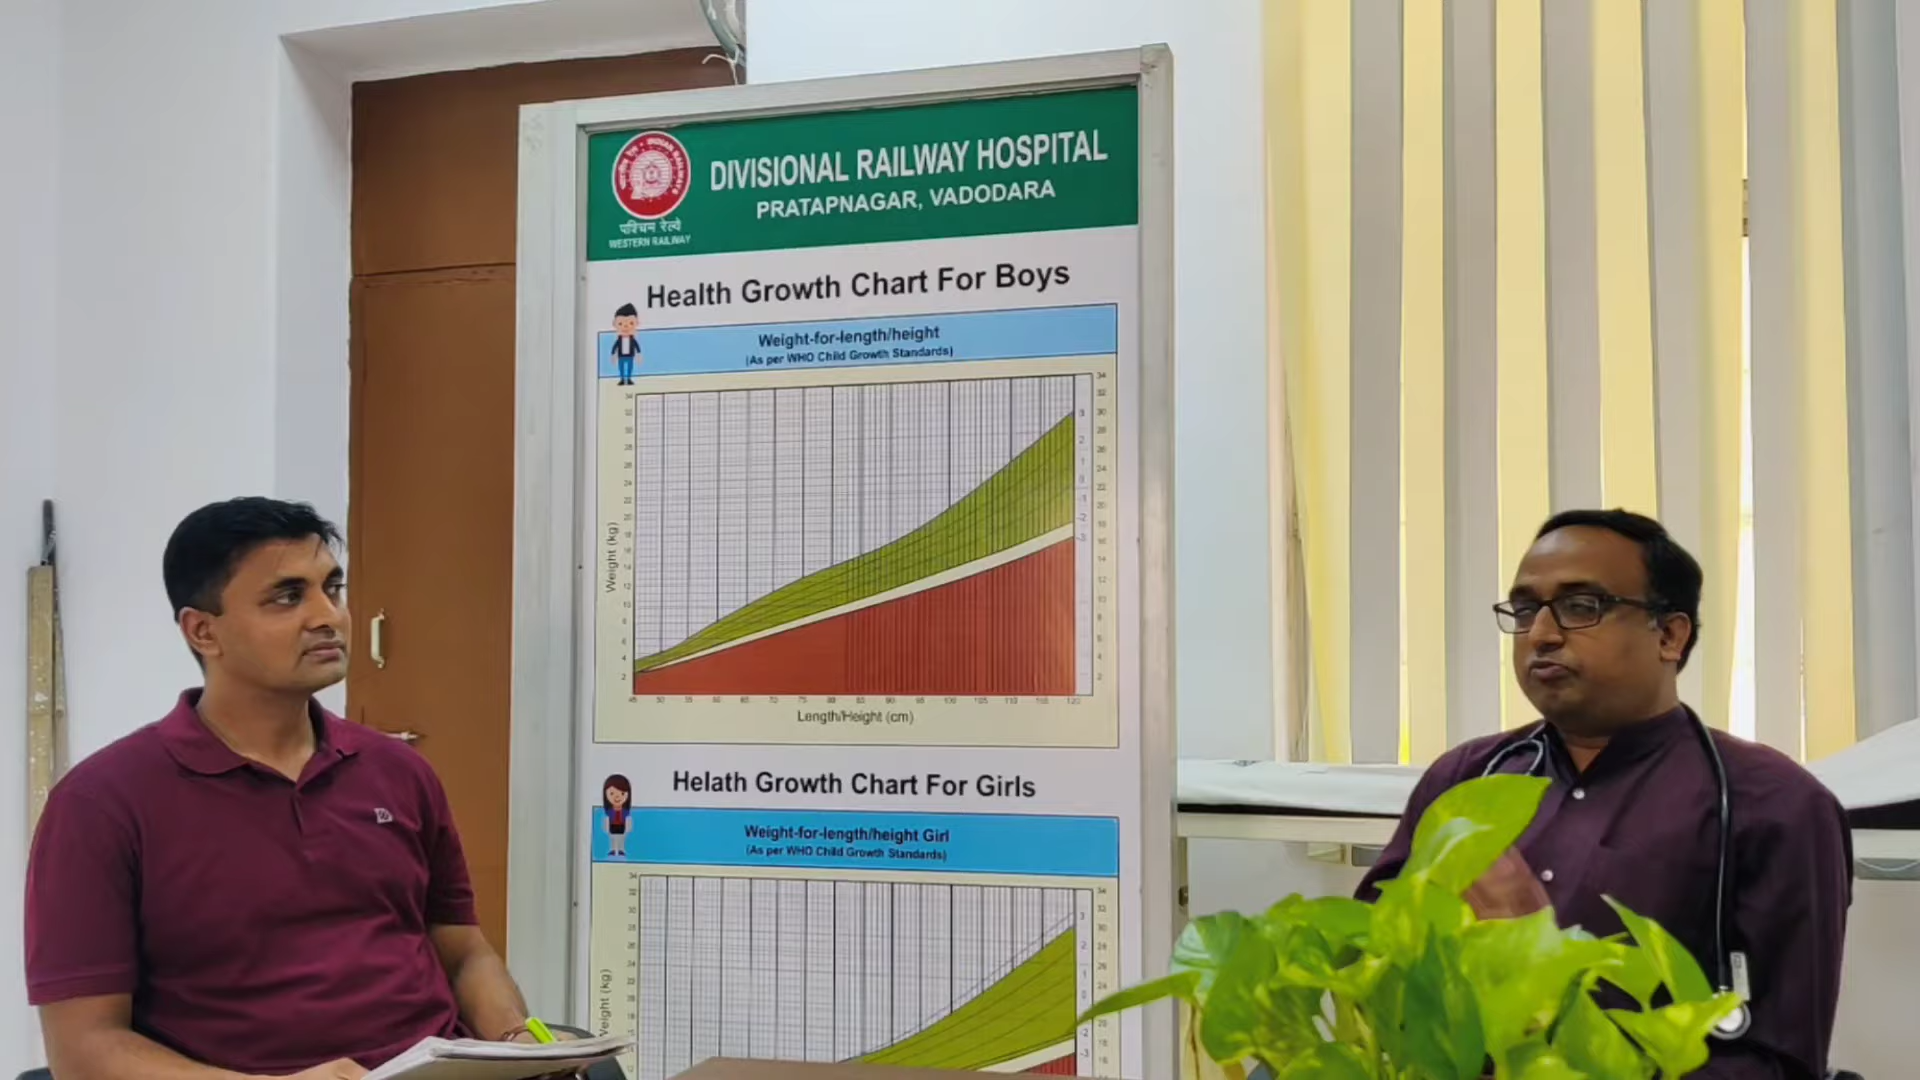 DIVISIONAL RAILWAY HOSPITAL
PRATAPNAGAR, VADODARA
पश्चिम रेल्वे
WESTERN RAILWAY
Health Growth Chart For Boys
Weight-for-length/height
(As per WHO Child Growth Standards)
Weight (kg)
Length/Height (cm)
Helath Growth Chart For Girls
Weight-for-length/height Girl
(As per WHO Child Growth Standards)
Weight (kg)